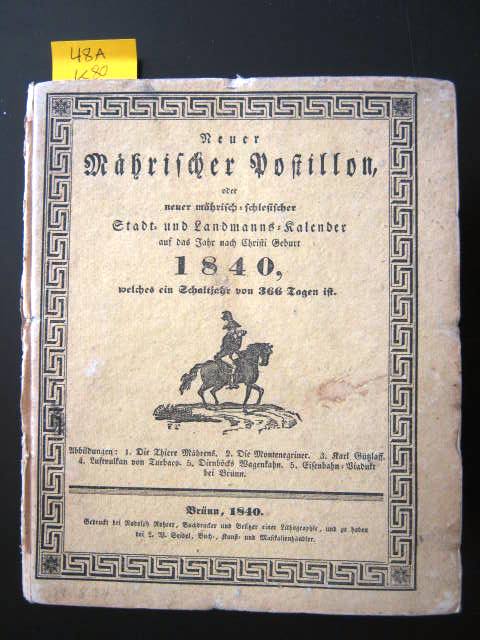 48A
K80
Neuer
Mährischer Postillon,
oder
neuer mährisch-schlesischer
Stadt- und Landmanns-Kalender
auf das Jahr nach Christi Geburt
1840,
welches ein Schaltjahr von 366 Tagen ist.
Abbildungen: 1. Die Thiere Mährens. 2. Die Montenegriner. 3. Karl Gützlaff.
4. Luftvulkan von Turbaco. 5. Dirnböcks Wagenkahn. 5. Eisenbahn-Viadukt
bei Brünn.
Brünn, 1840.
Gedruckt bei Rudolph Rohrer, Buchdrucker und Besitzer einer Lithographie, und zu haben
bei L. W. Seidel, Buch-, Kunst- und Musikalienhändler.